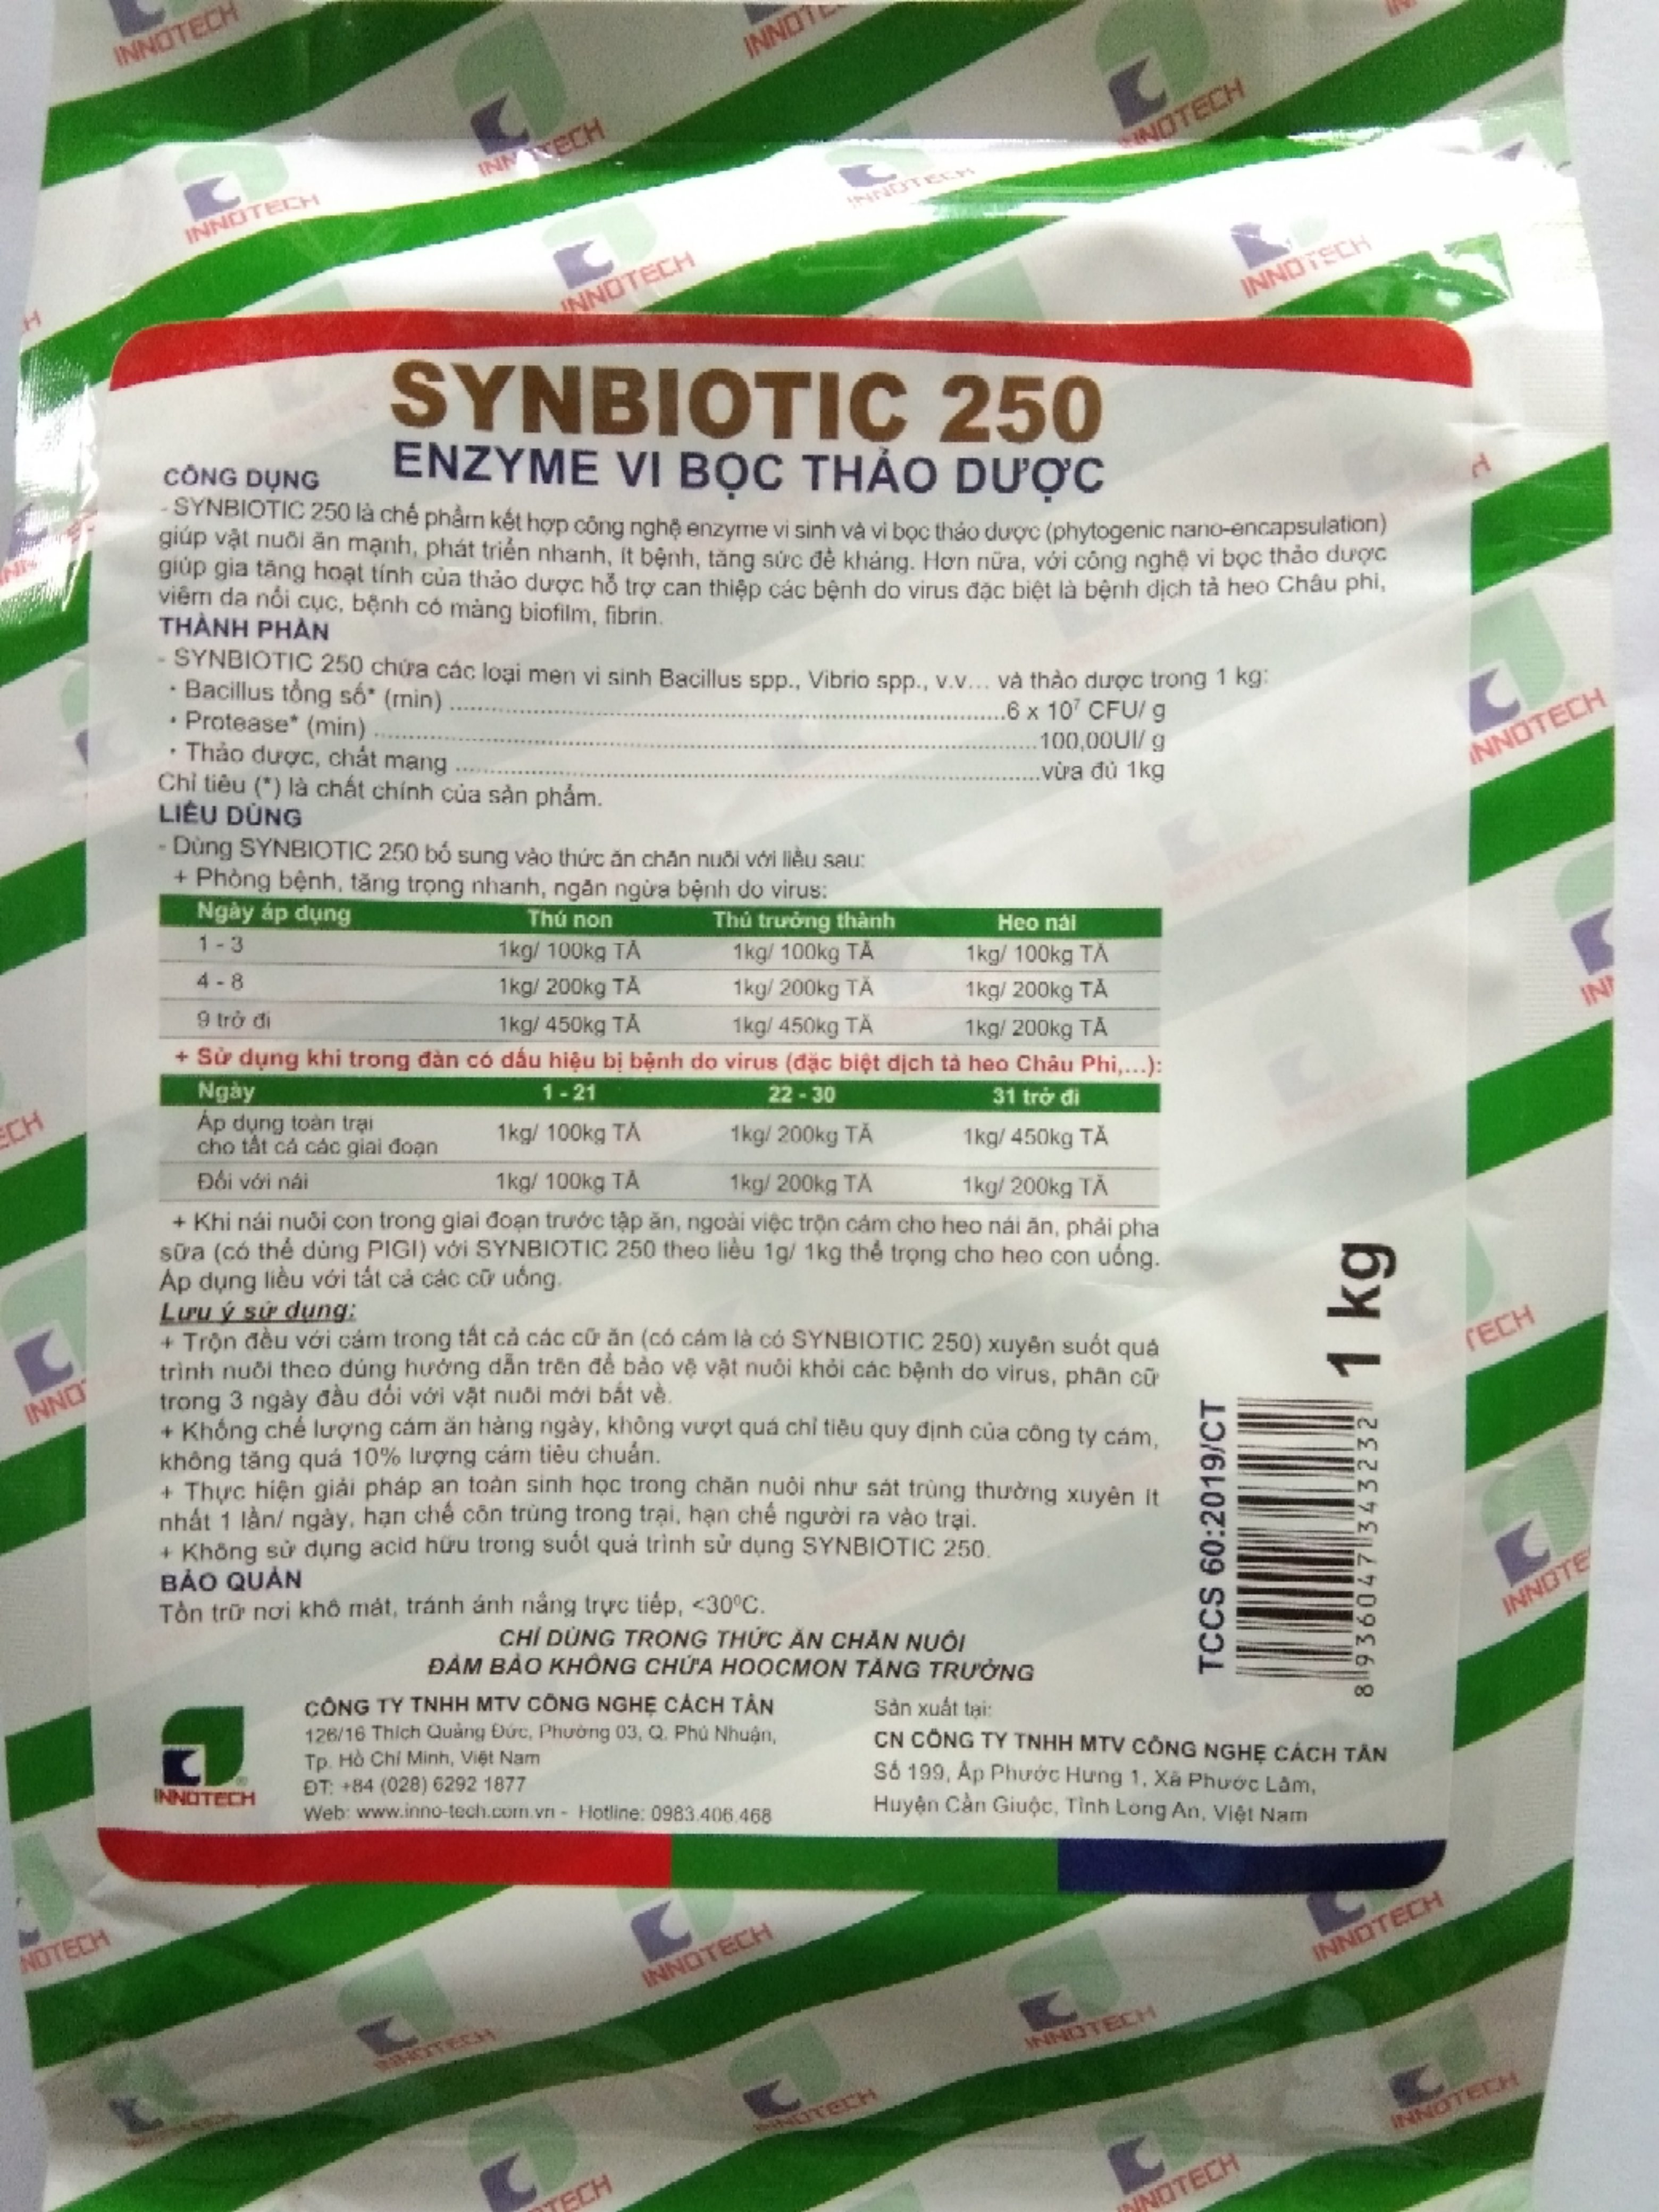 SYNBIOTIC 250
ENZYME VI BỌC THẢO DƯỢC
CÔNG DỤNG
- SYNBIOTIC 250 là chế phẩm kết hợp công nghệ enzyme vi sinh và vi bọc thảo dược (phytogenic nano-encapsulation)
giúp vật nuôi ăn mạnh, phát triển nhanh, ít bệnh, tăng sức đề kháng. Hơn nữa, với công nghệ vi bọc thảo dược
giúp gia tăng hoạt tính của thảo dược hỗ trợ can thiệp các bệnh do virus đặc biệt là bệnh dịch tả heo Châu phi,
viêm da nổi cục, bệnh có màng biofilm, fibrin.
THÀNH PHẦN
- SYNBIOTIC 250 chứa các loại men vi sinh Bacillus spp., Vibrio spp., v.v... và thảo dược trong 1 kg:
· Bacillus tổng số* (min) ........ 6 x 10⁷ CFU/ g
· Protease* (min) ........ 100,00UI/ g
· Thảo dược, chất mang ........ vừa đủ 1kg
Chỉ tiêu (*) là chất chính của sản phẩm.
LIỀU DÙNG
- Dùng SYNBIOTIC 250 bổ sung vào thức ăn chăn nuôi với liều sau:
+ Phòng bệnh, tăng trọng nhanh, ngăn ngừa bệnh do virus:
Ngày áp dụng Thú non Thú trưởng thành Heo nái
1 - 3 1kg/ 100kg TĂ 1kg/ 100kg TĂ 1kg/ 100kg TĂ
4 - 8 1kg/ 200kg TĂ 1kg/ 200kg TĂ 1kg/ 200kg TĂ
9 trở đi 1kg/ 450kg TĂ 1kg/ 450kg TĂ 1kg/ 200kg TĂ
+ Sử dụng khi trong đàn có dấu hiệu bị bệnh do virus (đặc biệt dịch tả heo Châu Phi,...):
Ngày 1 - 21 22 - 30 31 trở đi
Áp dụng toàn trại
cho tất cả các giai đoạn 1kg/ 100kg TĂ 1kg/ 200kg TĂ 1kg/ 450kg TĂ
Đối với nái 1kg/ 100kg TĂ 1kg/ 200kg TĂ 1kg/ 200kg TĂ
+ Khi nái nuôi con trong giai đoạn trước tập ăn, ngoài việc trộn cám cho heo nái ăn, phải pha
sữa (có thể dùng PIGI) với SYNBIOTIC 250 theo liều 1g/ 1kg thể trọng cho heo con uống.
Áp dụng liều với tất cả các cữ uống.
Lưu ý sử dụng:
+ Trộn đều với cám trong tất cả các cữ ăn (có cám là có SYNBIOTIC 250) xuyên suốt quá
trình nuôi theo đúng hướng dẫn trên để bảo vệ vật nuôi khỏi các bệnh do virus, phân cữ
trong 3 ngày đầu đối với vật nuôi mới bắt về.
+ Khống chế lượng cám ăn hàng ngày, không vượt quá chỉ tiêu quy định của công ty cám,
không tăng quá 10% lượng cám tiêu chuẩn.
+ Thực hiện giải pháp an toàn sinh học trong chăn nuôi như sát trùng thường xuyên ít
nhất 1 lần/ ngày, hạn chế côn trùng trong trại, hạn chế người ra vào trại.
+ Không sử dụng acid hữu trong suốt quá trình sử dụng SYNBIOTIC 250.
BẢO QUẢN
Tồn trữ nơi khô mát, tránh ánh nắng trực tiếp, <30⁰C.
CHỈ DÙNG TRONG THỨC ĂN CHĂN NUÔI
ĐẢM BẢO KHÔNG CHỨA HOOCMON TĂNG TRƯỞNG
1 kg
TCCS 60:2019/CT
8 936047 343232
INNOTECH
CÔNG TY TNHH MTV CÔNG NGHỆ CÁCH TÂN
126/16 Thích Quảng Đức, Phường 03, Q. Phú Nhuận,
Tp. Hồ Chí Minh, Việt Nam
ĐT: +84 (028) 6292 1877
Web: www.inno-tech.com.vn - Hotline: 0983.406.468
Sản xuất tại:
CN CÔNG TY TNHH MTV CÔNG NGHỆ CÁCH TÂN
Số 199, Ấp Phước Hưng 1, Xã Phước Lâm,
Huyện Cần Giuộc, Tỉnh Long An, Việt Nam